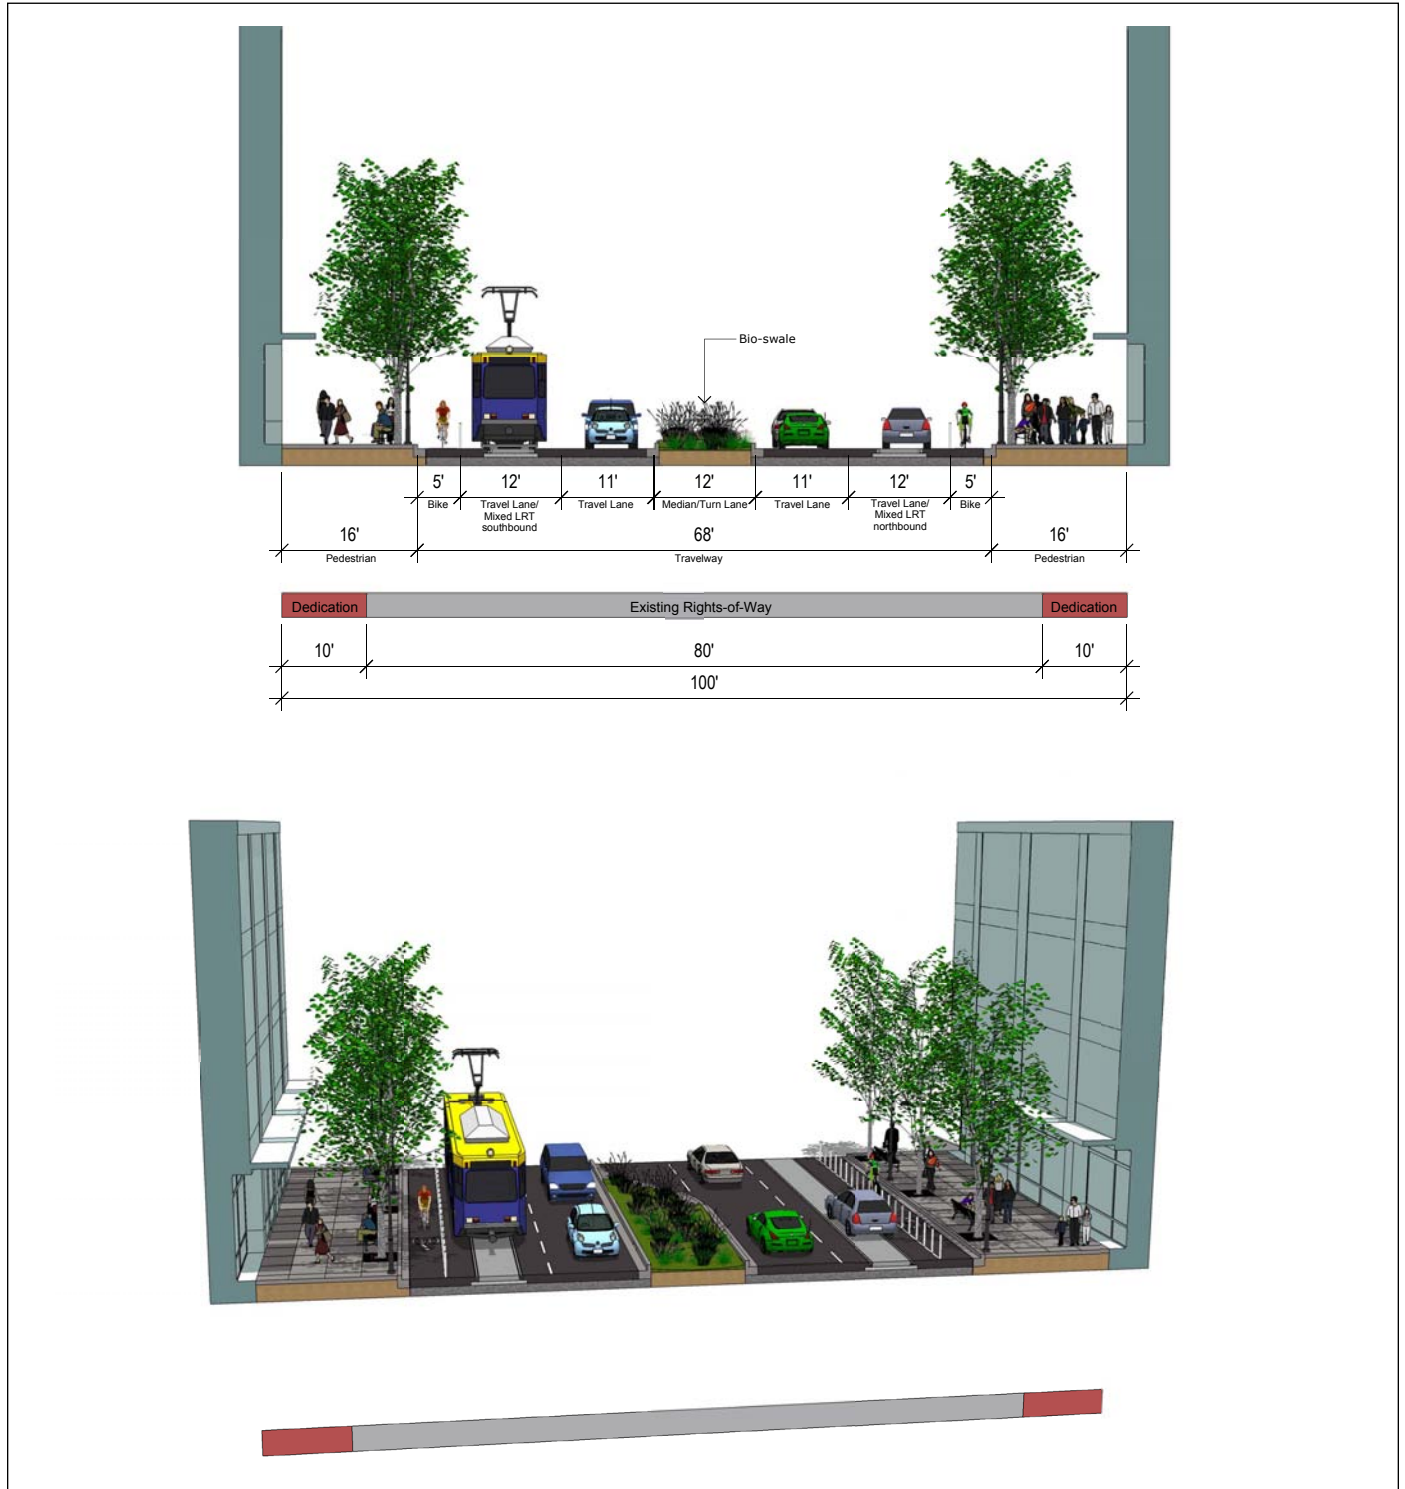 Bio-swale
5' 12' 11' 12' 11' 12' 5'
Bike Travel Lane/ Travel Lane Median/Turn Lane Travel Lane Travel Lane/ Bike
Mixed LRT Mixed LRT
southbound northbound
16' 68' 16'
Pedestrian Travelway Pedestrian
Dedication Existing Rights-of-Way Dedication
10' 80' 10'
100'